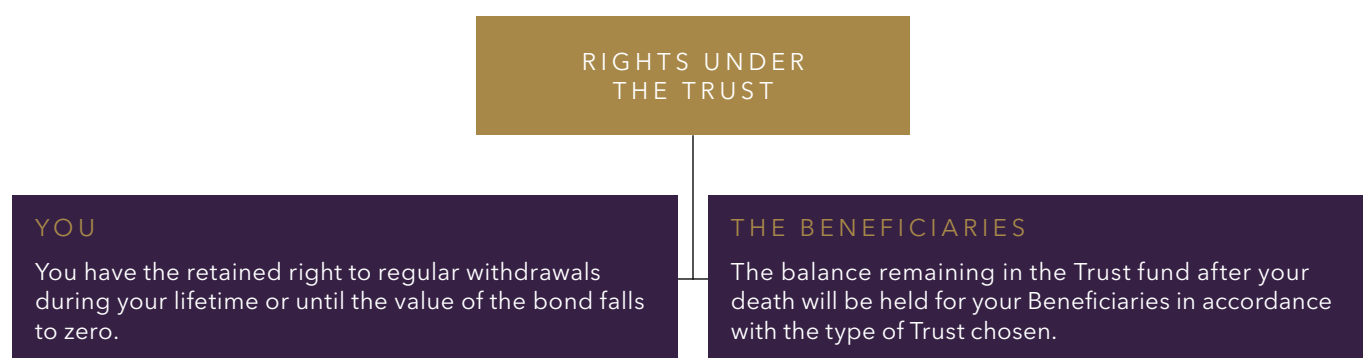 RIGHTS UNDER
THE TRUST
YOU
You have the retained right to regular withdrawals
during your lifetime or until the value of the bond falls
to zero.
THE BENEFICIARIES
The balance remaining in the Trust fund after your
death will be held for your Beneficiaries in accordance
with the type of Trust chosen.